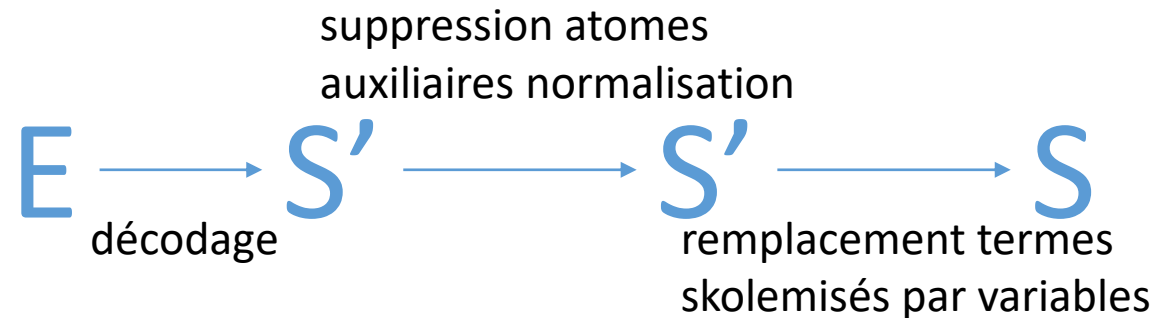 suppression atomes
auxiliaires normalisation
E S’ S’ S
décodage
remplacement termes
skolemisés par variables